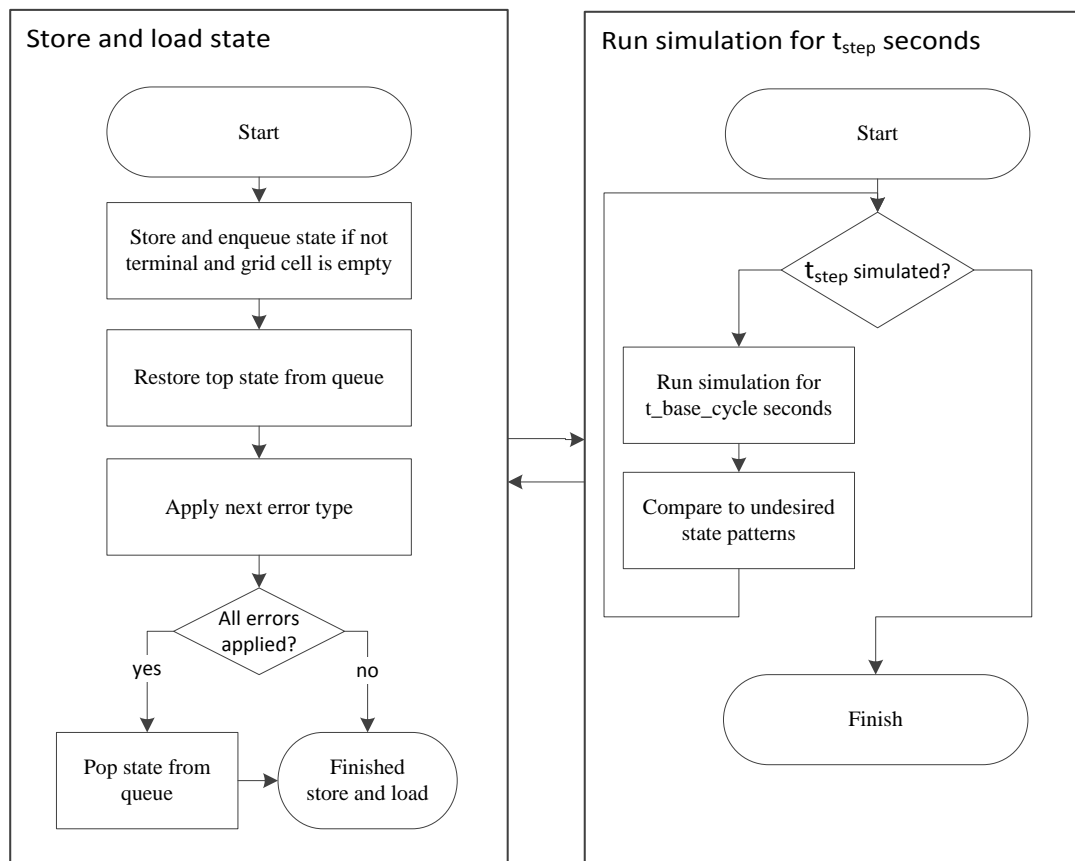 Store and load state
Start
Store and enqueue state if not
terminal and grid cell is empty
Restore top state from queue
Apply next error type
All errors
applied?
yes
no
Pop state from
queue
Finished
store and load
Run simulation for tstep seconds
Start
tstep simulated?
Run simulation for
t_base_cycle seconds
Compare to undesired
state patterns
Finish